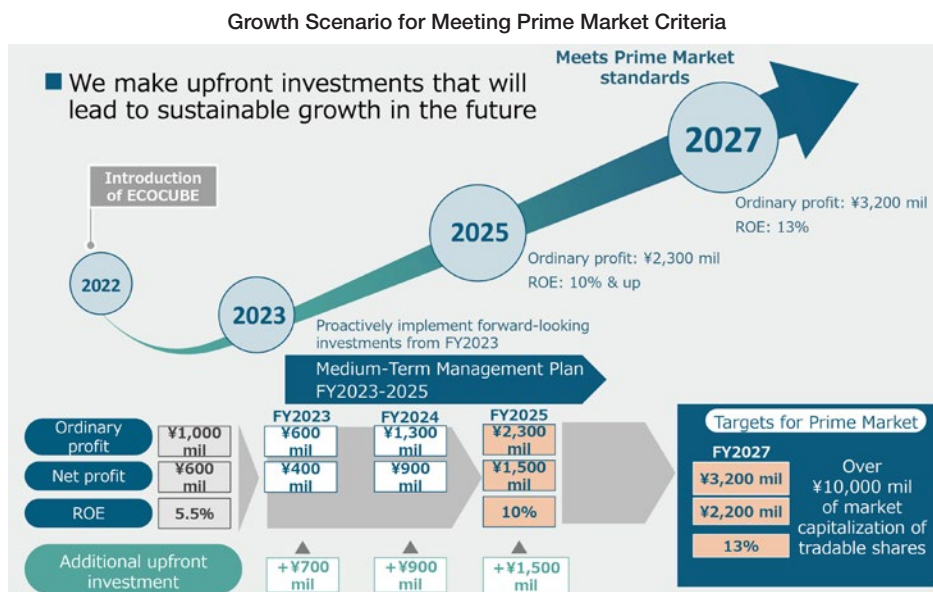 Growth Scenario for Meeting Prime Market Criteria
■ We make upfront investments that will
lead to sustainable growth in the future
Meets Prime Market
standards
2027
Introduction
of ECOCUBE
Ordinary profit: ¥3,200 mil
ROE: 13%
2025
Ordinary profit: ¥2,300 mil
ROE: 10% & up
2022
2023
Proactively implement forward-looking
investments from FY2023
Medium-Term Management Plan
FY2023-2025
FY2023
FY2024
FY2025
Ordinary
profit
¥1,000
mil
¥600
mil
¥1,300
mil
¥2,300
mil
Net profit
¥600
mil
¥400
mil
¥900
mil
¥1,500
mil
ROE
5.5%
10%
Additional upfront
investment
+¥700
mil
+¥900
mil
+¥1,500
mil
Targets for Prime Market
FY2027
¥3,200 mil
¥2,200 mil
13%
Over
¥10,000 mil
of market
capitalization of
tradable shares